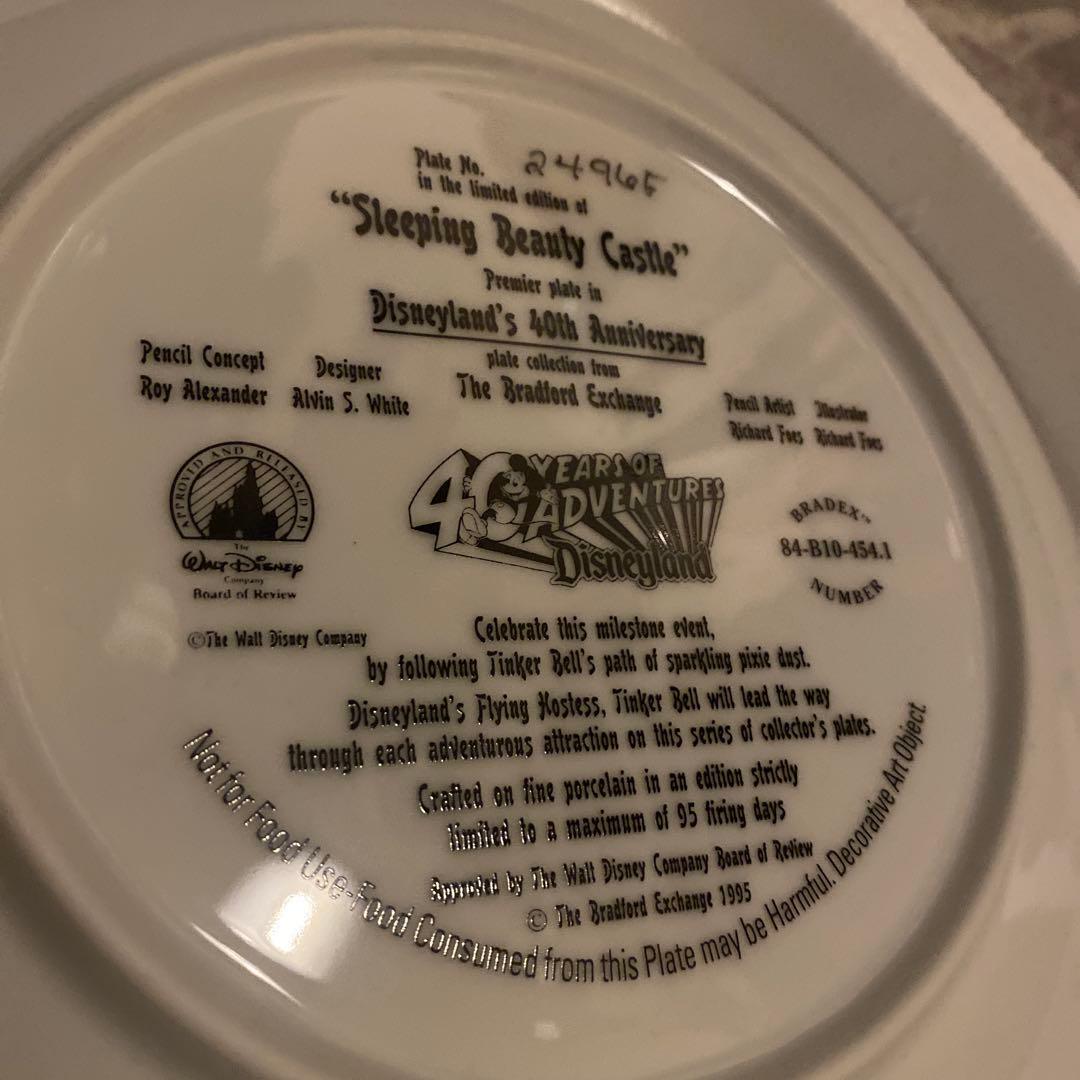 Plate No. 24965
in the limited edition of
"Sleeping Beauty Castle"
Premier plate in
Disneyland's 40th Anniversary
plate collection from
The Bradford Exchange
Pencil Concept
Roy Alexander
Designer
Alvin S. White
Pencil Artist
Richard Foes
Illustrator
Richard Foes
APPROVED AND RELEASED BY
The
WALT DISNEY
Company
Board of Review
©The Walt Disney Company
40 YEARS OF
ADVENTURES
Disneyland
BRADEX™
84-B10-454.1
NUMBER
Celebrate this milestone event,
by following Tinker Bell's path of sparkling pixie dust.
Disneyland's Flying Hostess, Tinker Bell will lead the way
through each adventurous attraction on this series of collector's plates.
Crafted on fine porcelain in an edition strictly
limited to a maximum of 95 firing days
Approved by The Walt Disney Company Board of Review
© The Bradford Exchange 1995
Not for Food Use-Food Consumed from this Plate may be Harmful. Decorative Art Object.